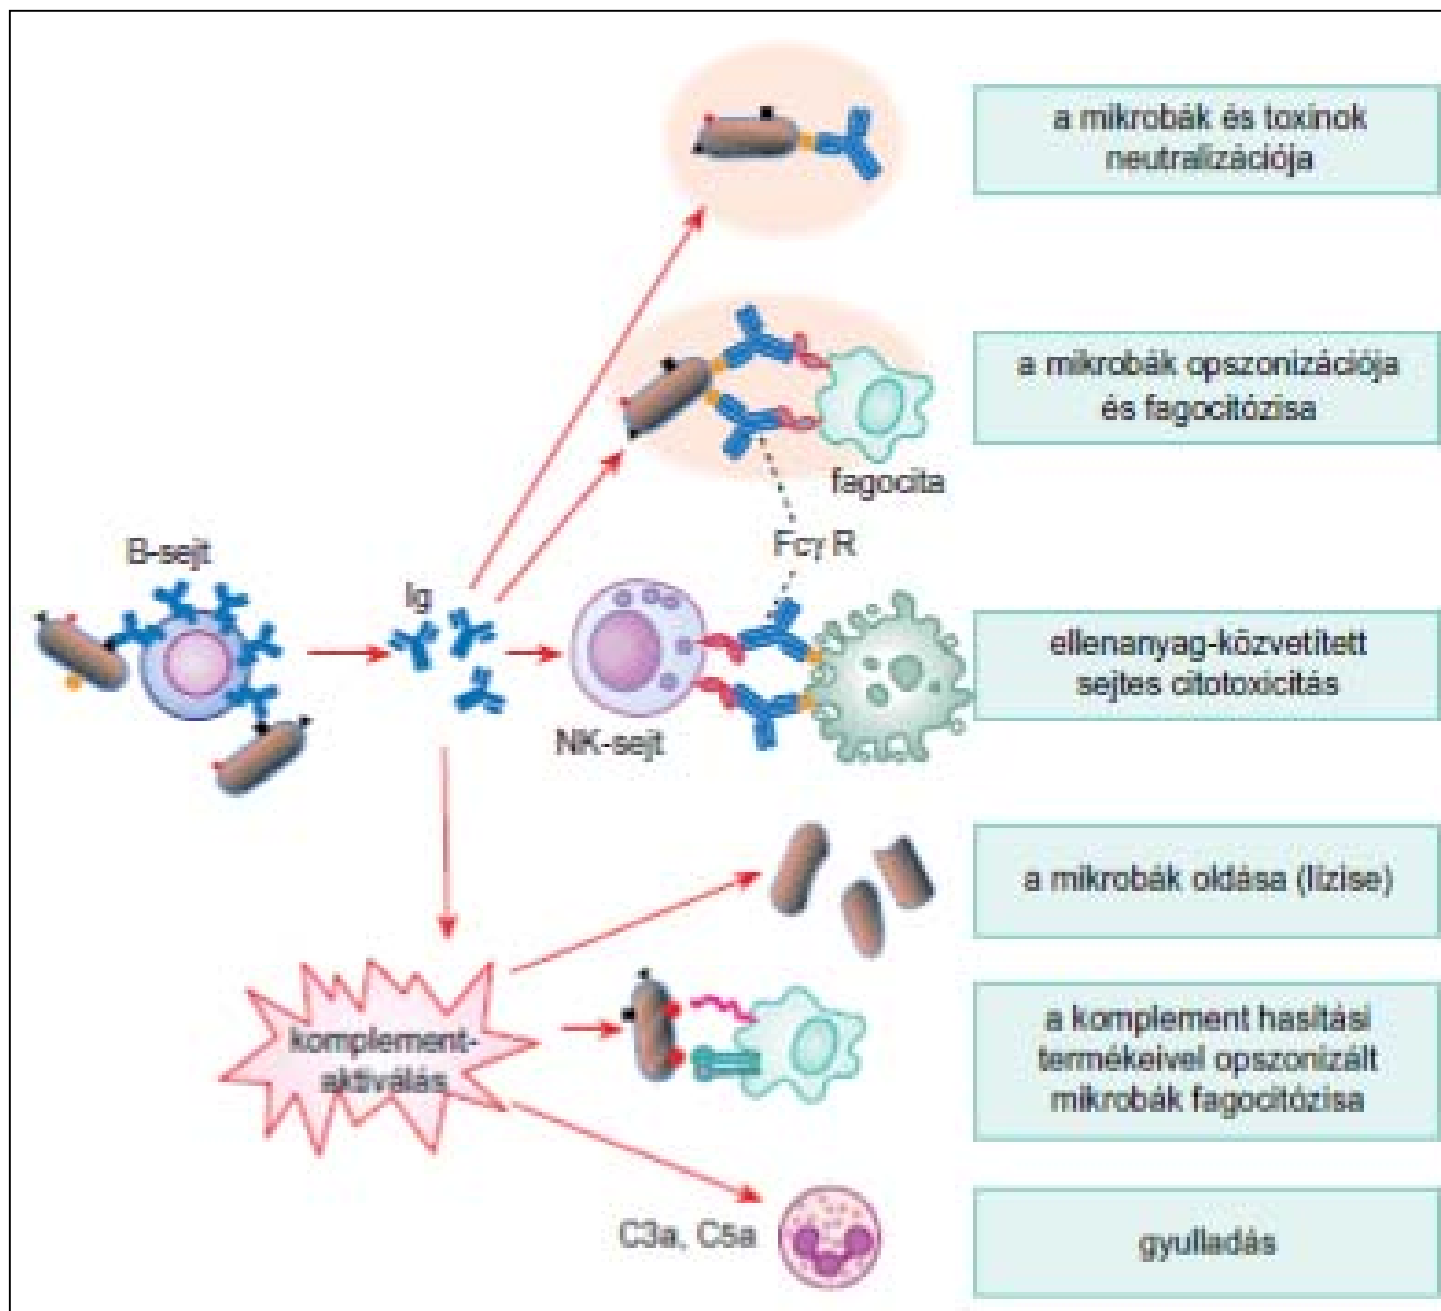 a mikrobák és toxinok
neutralizációja
a mikrobák opszonizációja
és fagocitózisa
fagocita
FcγR
B-sejt
Ig
NK-sejt
ellenanyag-közvetített
sejtes citotoxicitás
a mikrobák oldása (lízise)
komplement-
aktiválás
a komplement hasítási
termékeivel opszonizált
mikrobák fagocitózisa
C3a, C5a
gyulladás